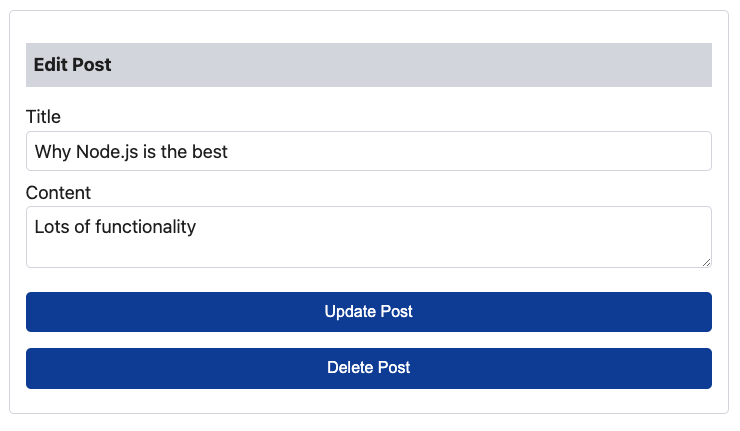 Edit Post
Title
Why Node.js is the best
Content
Lots of functionality
Update Post
Delete Post